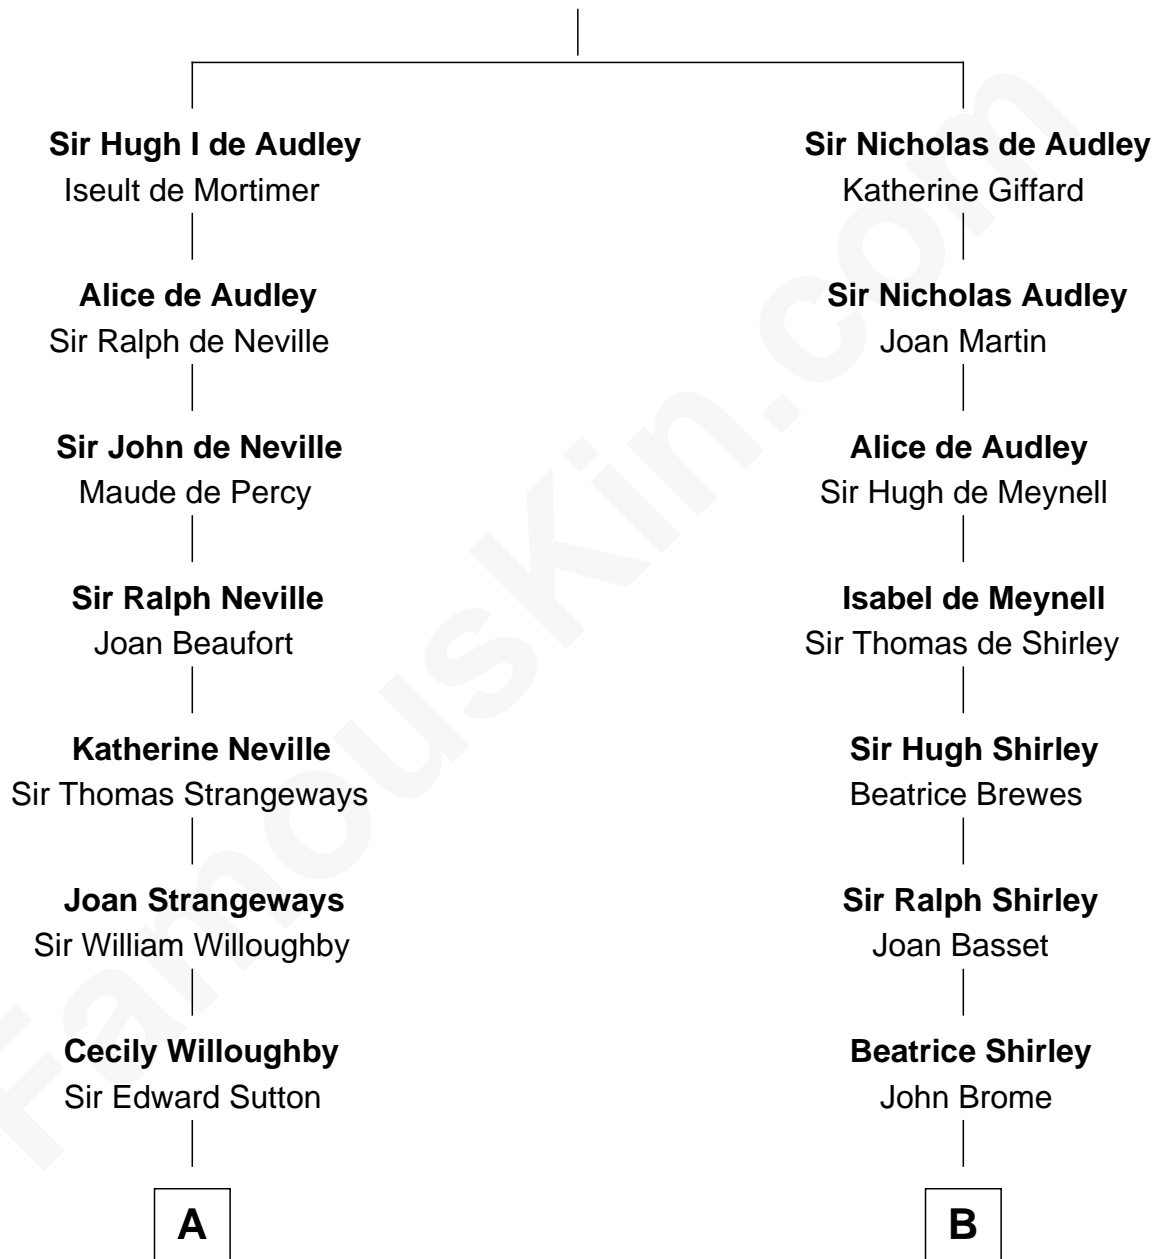 Sir Hugh I de Audley
Iseult de Mortimer
Alice de Audley
Sir Ralph de Neville
Sir John de Neville
Maude de Percy
Sir Ralph Neville
Joan Beaufort
Katherine Neville
Sir Thomas Strangeways
Joan Strangeways
Sir William Willoughby
Cecily Willoughby
Sir Edward Sutton
A
Sir Nicholas de Audley
Katherine Giffard
Sir Nicholas Audley
Joan Martin
Alice de Audley
Sir Hugh de Meynell
Isabel de Meynell
Sir Thomas de Shirley
Sir Hugh Shirley
Beatrice Brewes
Sir Ralph Shirley
Joan Basset
Beatrice Shirley
John Brome
B
FamousKin.com